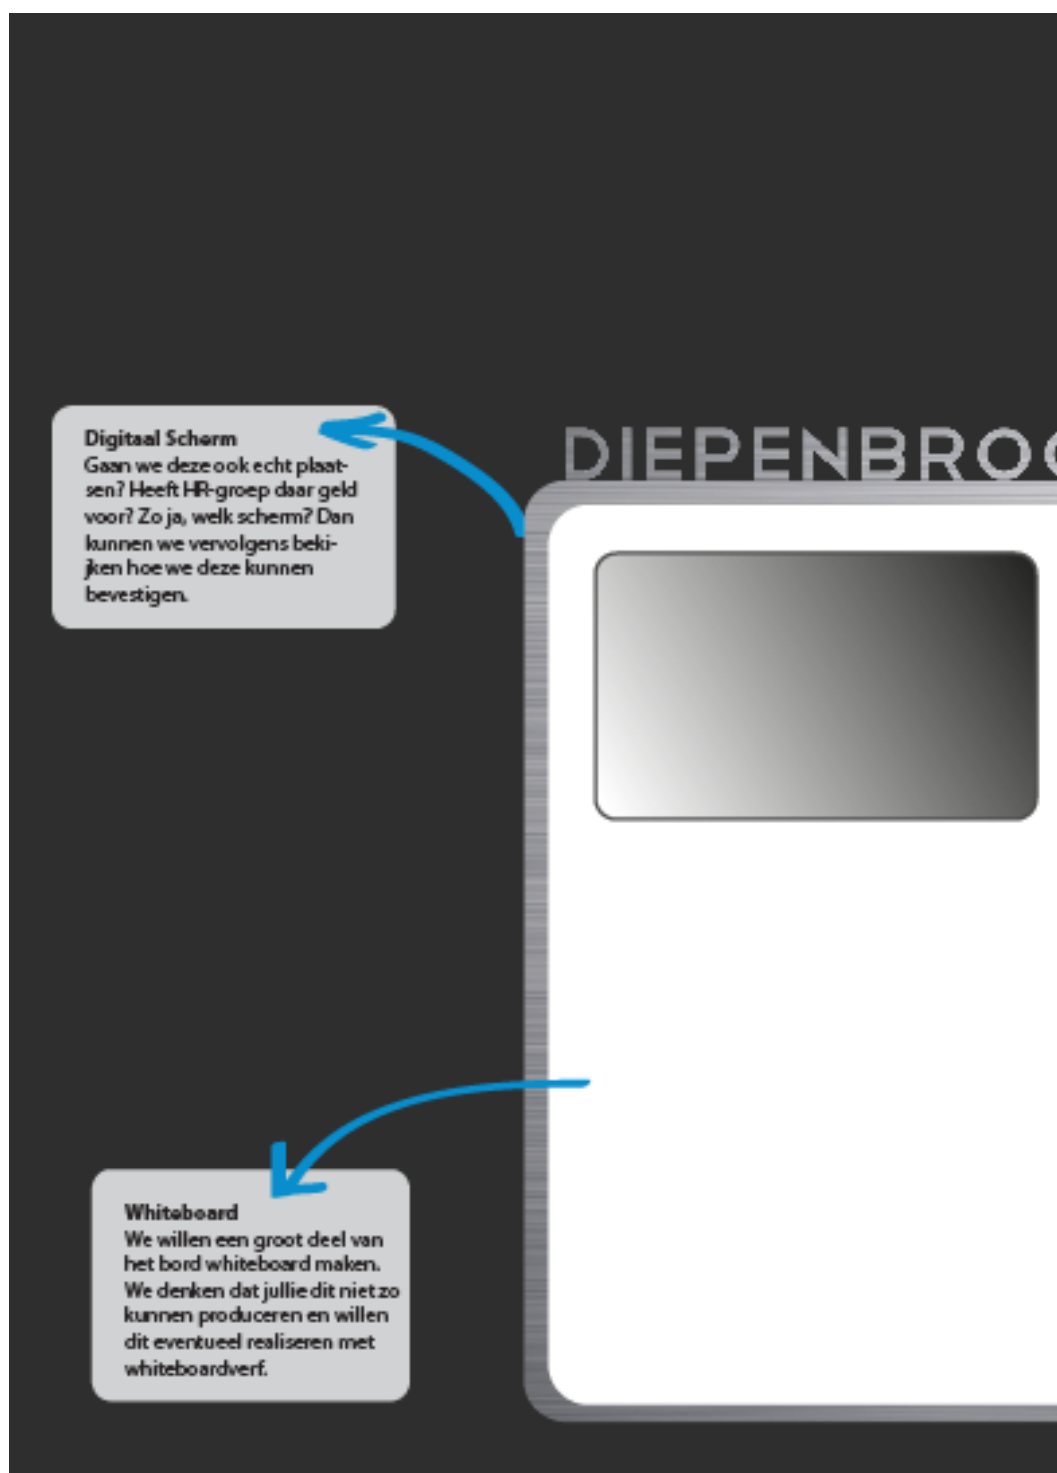 Digitaal Scherm
Gaan we deze ook echt plaat-
sen? Heeft HR-groep daar geld
voor? Zo ja, welk scherm? Dan
kunnen we vervolgens beki-
jken hoe we deze kunnen
bevestigen.
DIEPENBROC
Whiteboard
We willen een groot deel van
het bord whiteboard maken.
We denken dat jullie dit niet zo
kunnen produceren en willen
dit eventueel realiseren met
whiteboardverf.